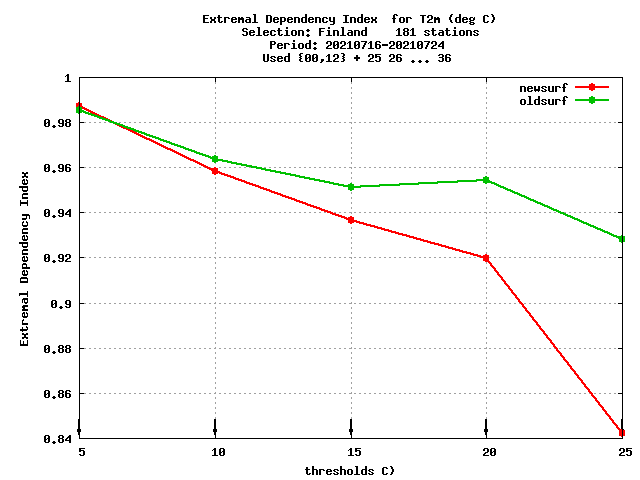 Extremal Dependency Index  for T2m (deg C)
Selection: Finland    181 stations
Period: 20210716-20210724
Used {00,12} + 25 26 ... 36
newsurf
oldsurf
Extremal Dependency Index
1
0.98
0.96
0.94
0.92
0.9
0.88
0.86
0.84
5 10 15 20 25
thresholds C)